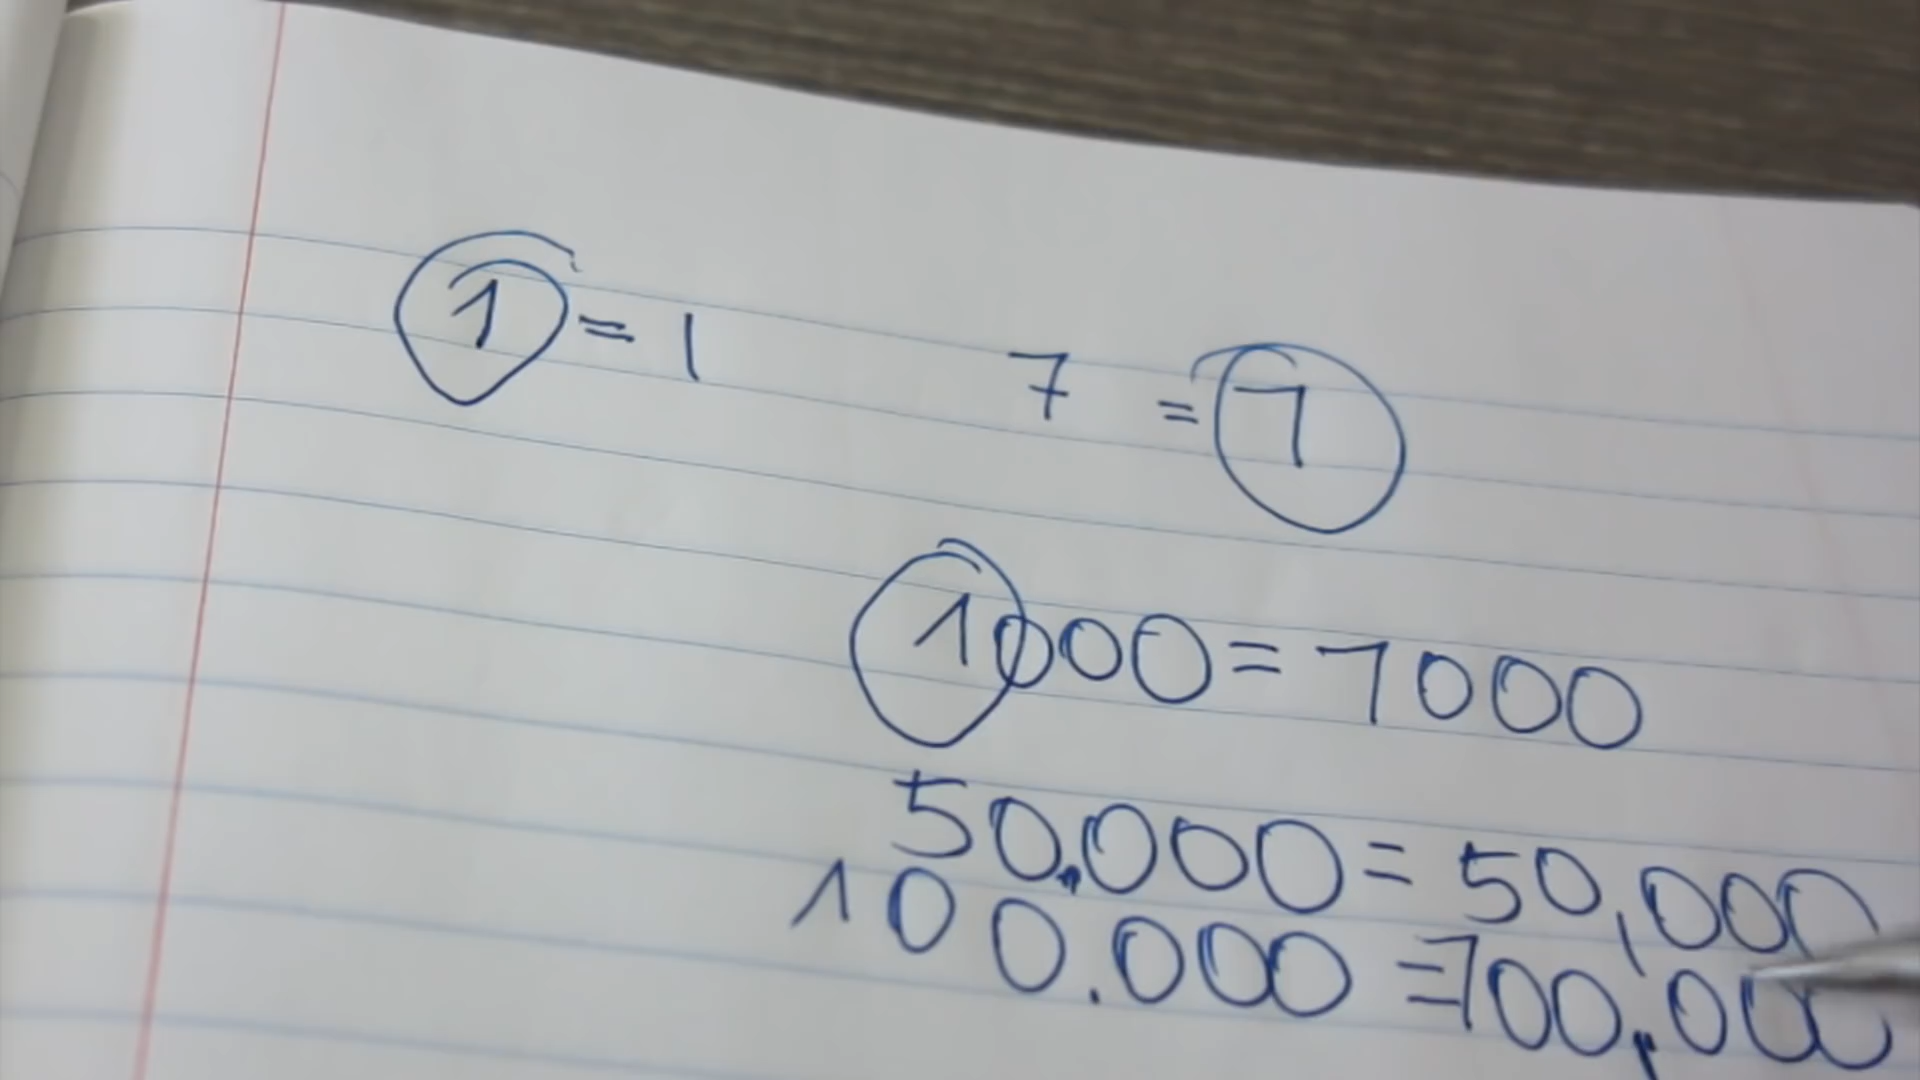 1 = 1 7 = 7
1000 = 7000
50.000 = 50,000
100.000 = 700,000